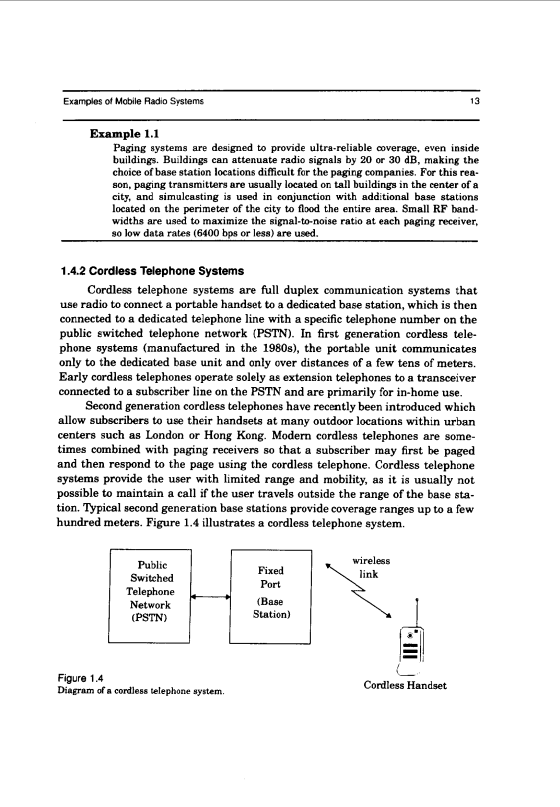 Examples of Mobile Radio Systems 13
Example 1.1
Paging systems are designed to provide ultra-reliable coverage, even inside
buildings. Buildings can attenuate radio signals by 20 or 30 dB, making the
choice of base station locations difficult for the paging companies. For this rea-
son, paging transmitters are usually located on tall buildings in the center of a
city, and simulcasting is used in conjunction with additional base stations
located on the perimeter of the city to flood the entire area. Small RF band-
widths are used to maximize the signal-to-noise ratio at each paging receiver,
so low data rates (6400 bps or less) are used.
1.4.2 Cordless Telephone Systems
Cordless telephone systems are full duplex communication systems that
use radio to connect a portable handset to a dedicated base station, which is then
connected to a dedicated telephone line with a specific telephone number on the
public switched telephone network (PSTN). In first generation cordless tele-
phone systems (manufactured in the 1980s), the portable unit communicates
only to the dedicated base unit and only over distances of a few tens of meters.
Early cordless telephones operate solely as extension telephones to a transceiver
connected to a subscriber line on the PSTN and are primarily for in-home use.
Second generation cordless telephones have recently been introduced which
allow subscribers to use their handsets at many outdoor locations within urban
centers such as London or Hong Kong. Modern cordless telephones are some-
times combined with paging receivers so that a subscriber may first be paged
and then respond to the page using the cordless telephone. Cordless telephone
systems provide the user with limited range and mobility, as it is usually not
possible to maintain a call if the user travels outside the range of the base sta-
tion. Typical second generation base stations provide coverage ranges up to a few
hundred meters. Figure 1.4 illustrates a cordless telephone system.
Public
Switched
Telephone
Network
(PSTN)
Fixed
Port
(Base
Station)
wireless
link
Cordless Handset
Figure 1.4
Diagram of a cordless telephone system.